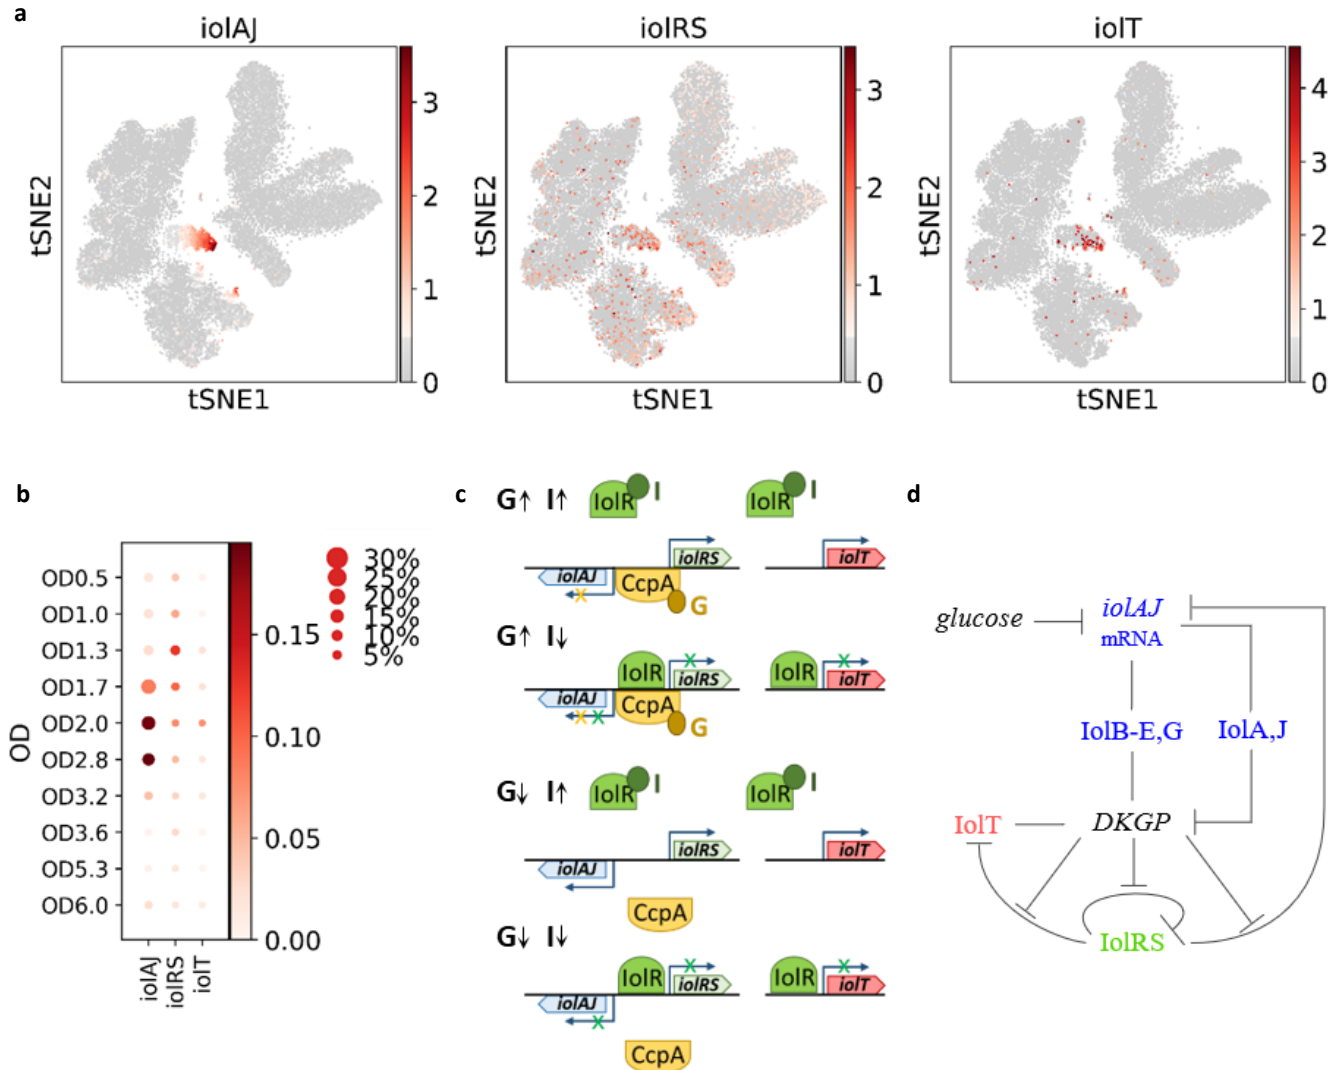 a
iolAJ
iolRS
iolT
tSNE2
tSNE1
3
2
1
0
tSNE2
tSNE1
3
2
1
0
tSNE2
tSNE1
4
3
2
1
0
b
OD
OD0.5
OD1.0
OD1.3
OD1.7
OD2.0
OD2.8
OD3.2
OD3.6
OD5.3
OD6.0
iolAJ
iolRS
iolT
0.15
0.10
0.05
0.00
30%
25%
20%
15%
10%
5%
c
G↑ I↑
IolR I
IolR I
iolAJ
CcpA
G
iolRS
iolT
X
G↑ I↓
IolR
X
iolRS
IolR
X
iolT
iolAJ
CcpA
G
X X
G↓ I↑
IolR I
IolR I
iolRS
iolT
iolAJ
CcpA
G↓ I↓
IolR
X
iolRS
IolR
X
iolT
iolAJ
X
CcpA
d
glucose
iolAJ
mRNA
IolB-E,G
IolA,J
IolT
DKGP
IolRS